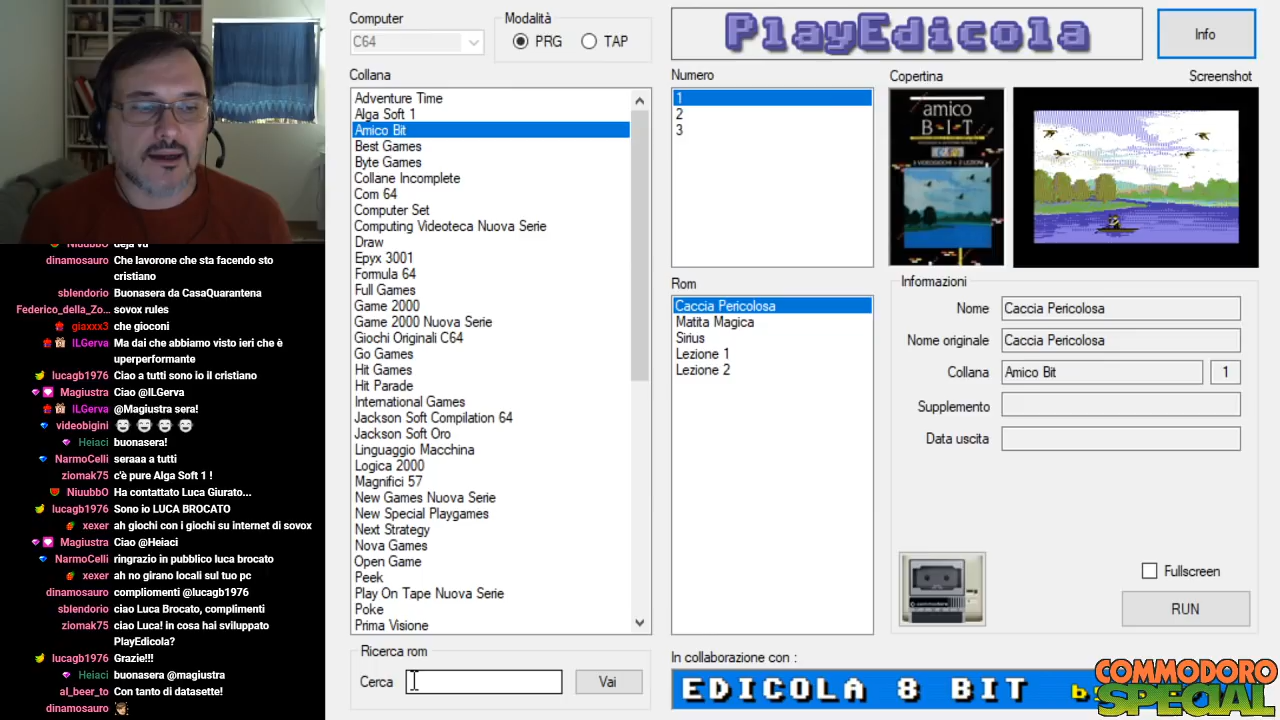 NiuubbO deja vu
dinamosauro Che lavorone che sta facendo sto
cristiano
sblendorio Buonasera da CasaQuarantena
Federico_della_Zo... sovox rules
giaxxx3 che gioconi
ILGerva Ma dai che abbiamo visto ieri che è
uperperformante
lucagb1976 Ciao a tutti sono io il cristiano
Magiustra Ciao @ILGerva
ILGerva @Magiustra sera!
videobigini
Heiaci buonasera!
NarmoCelli seraaa a tutti
ziomak75 c'è pure Alga Soft 1 !
NiuubbO Ha contattato Luca Giurato...
lucagb1976 Sono io LUCA BROCATO
xexer ah giochi con i giochi su internet di sovox
Magiustra Ciao @Heiaci
NarmoCelli ringrazio in pubblico luca brocato
xexer ah no girano locali sul tuo pc
dinamosauro compliomenti @lucagb1976
sblendorio ciao Luca Brocato, complimenti
ziomak75 ciao Luca! in cosa hai sviluppato
PlayEdicola?
lucagb1976 Grazie!!!
Heiaci buonasera @magiustra
al_beer_to Con tanto di datasette!
dinamosauro
Computer
C64
Modalità
PRG TAP
Collana
Adventure Time
Alga Soft 1
Amico Bit
Best Games
Byte Games
Collane Incomplete
Com 64
Computer Set
Computing Videoteca Nuova Serie
Draw
Epyx 3001
Formula 64
Full Games
Game 2000
Game 2000 Nuova Serie
Giochi Originali C64
Go Games
Hit Games
Hit Parade
International Games
Jackson Soft Compilation 64
Jackson Soft Oro
Linguaggio Macchina
Logica 2000
Magnifici 57
New Games Nuova Serie
New Special Playgames
Next Strategy
Nova Games
Open Game
Peek
Play On Tape Nuova Serie
Poke
Prima Visione
Ricerca rom
Cerca
Vai
PlayEdicola
Info
Numero
1
2
3
Rom
Caccia Pericolosa
Matita Magica
Sirius
Lezione 1
Lezione 2
Copertina
Screenshot
amico
BIT
Informazioni
Nome Caccia Pericolosa
Nome originale Caccia Pericolosa
Collana Amico Bit 1
Supplemento
Data uscita
commodore
Fullscreen
RUN
In collaborazione con :
EDICOLA 8 BIT
COMMODORO
SPECIAL